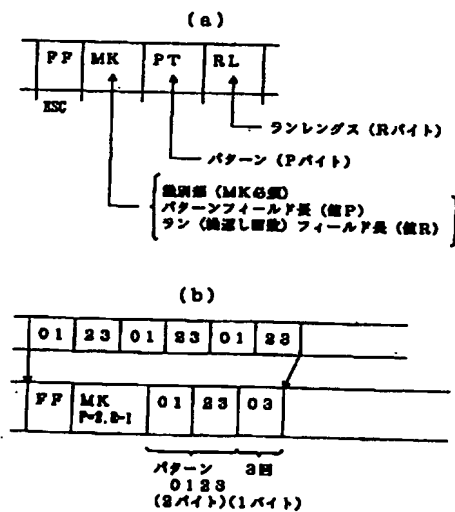 (a)
FF MK PT RL
ESC
ランレングス (Rバイト)
パターン (Pバイト)
識別部 (MK6個)
パターンフィールド長 (値P)
ラン (繰返し回数) フィールド長 (値R)
(b)
01 23 01 23 01 23
FF MK 01 23 03
P=2,R=1
パターン 3回
0123
(2バイト)(1バイト)